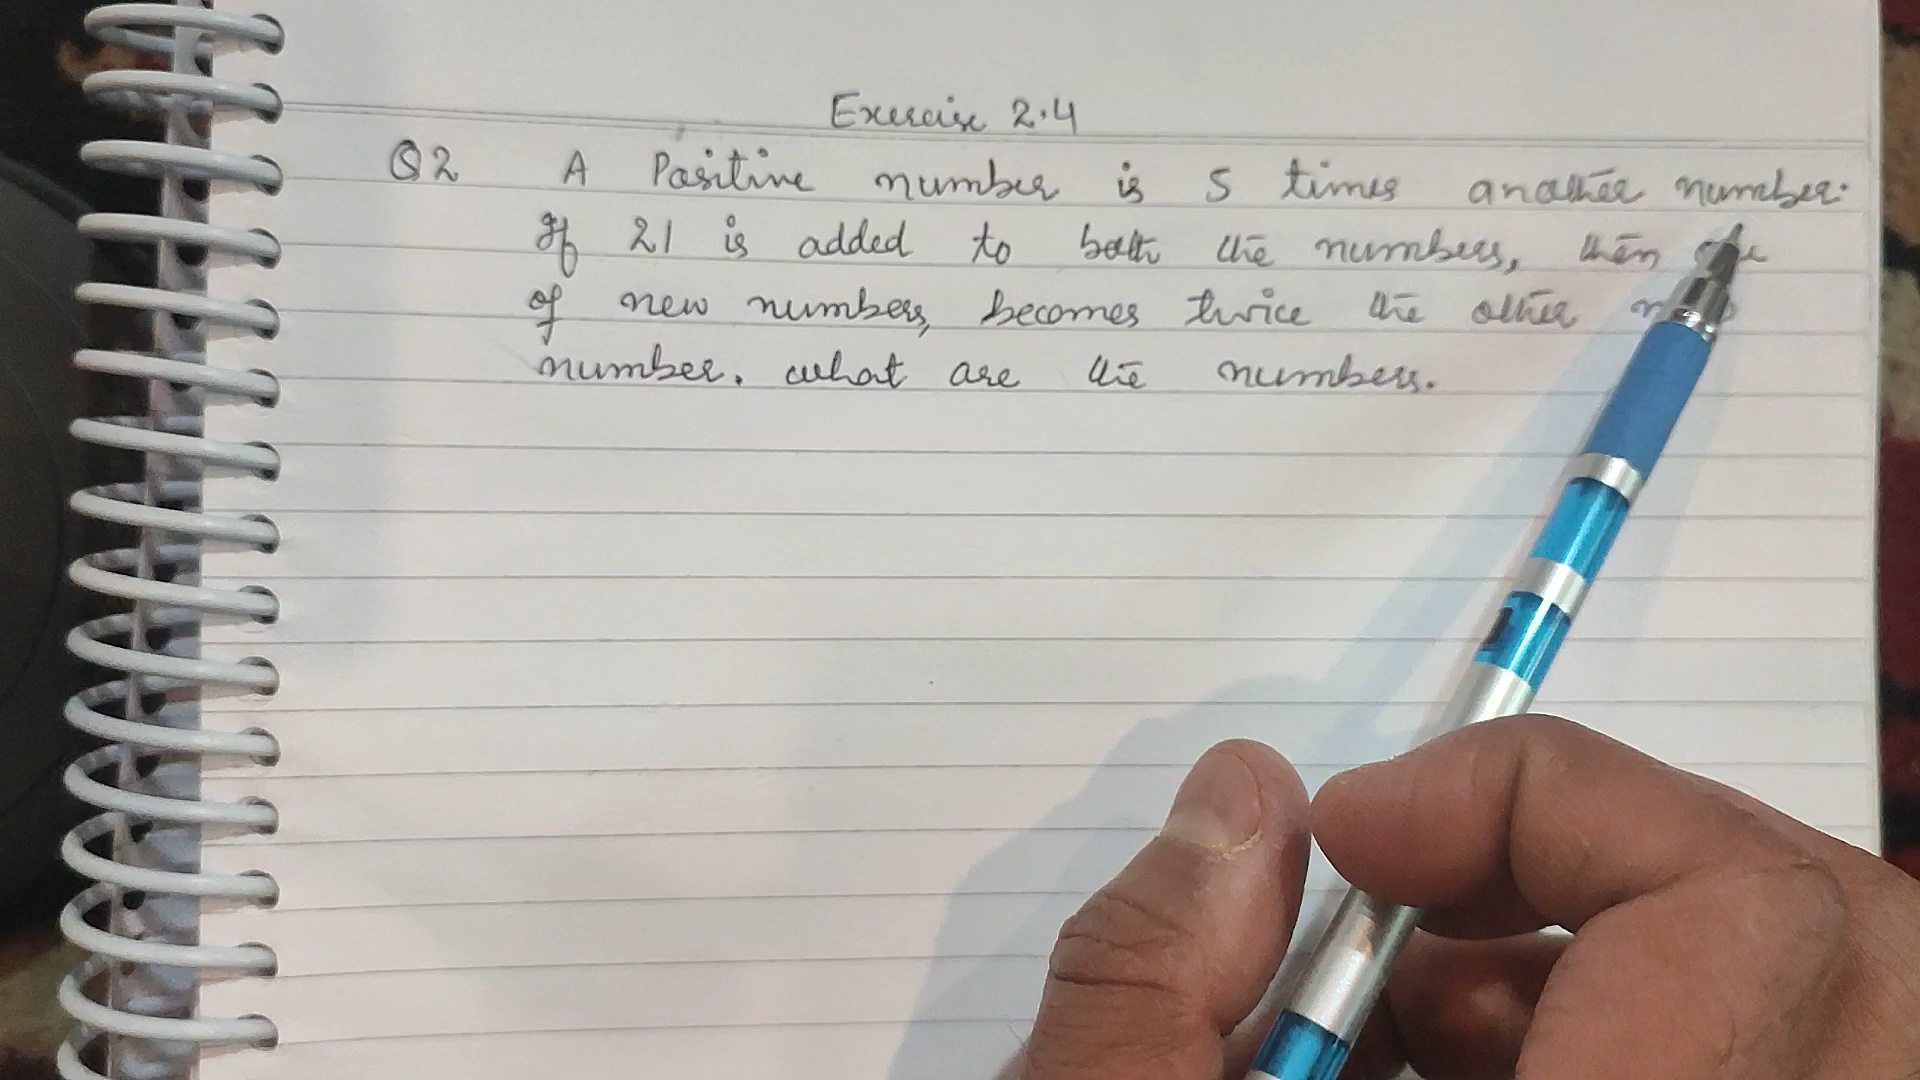 Exercise 2.4
Q2 A Positive number is 5 times another number.
If 21 is added to both the numbers, then
of new numbers, becomes twice the other
number. what are the numbers.